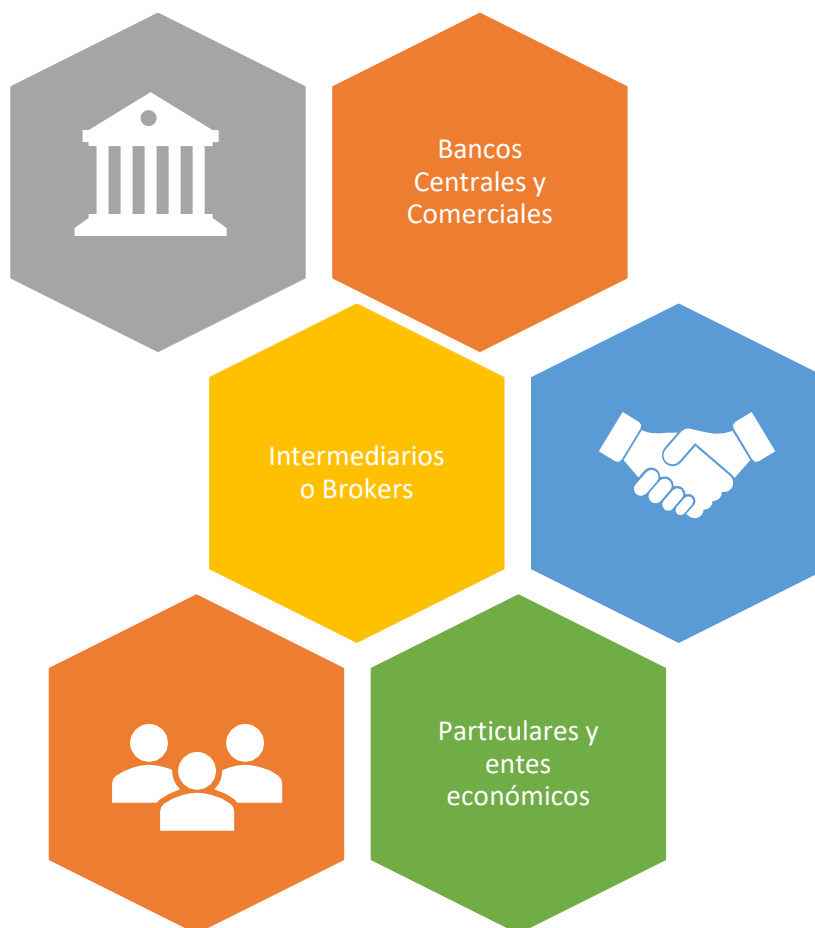 Bancos
Centrales y
Comerciales
Intermediarios
o Brokers
Particulares y
entes
económicos